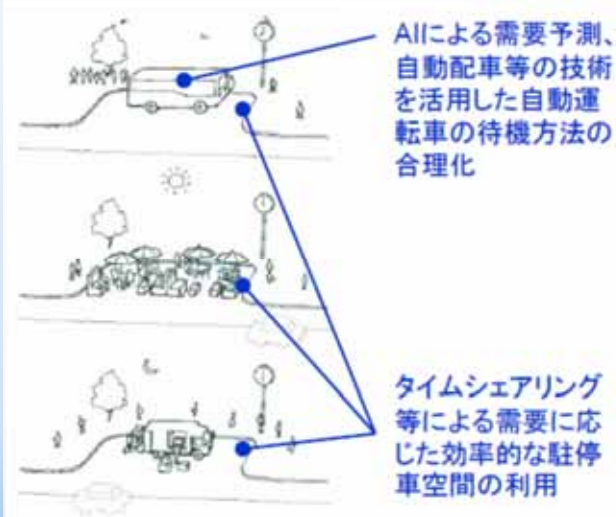 AIによる需要予測、
自動配車等の技術
を活用した自動運
転車の待機方法の
合理化
タイムシェアリング
等による需要に応
じた効率的な駐停
車空間の利用